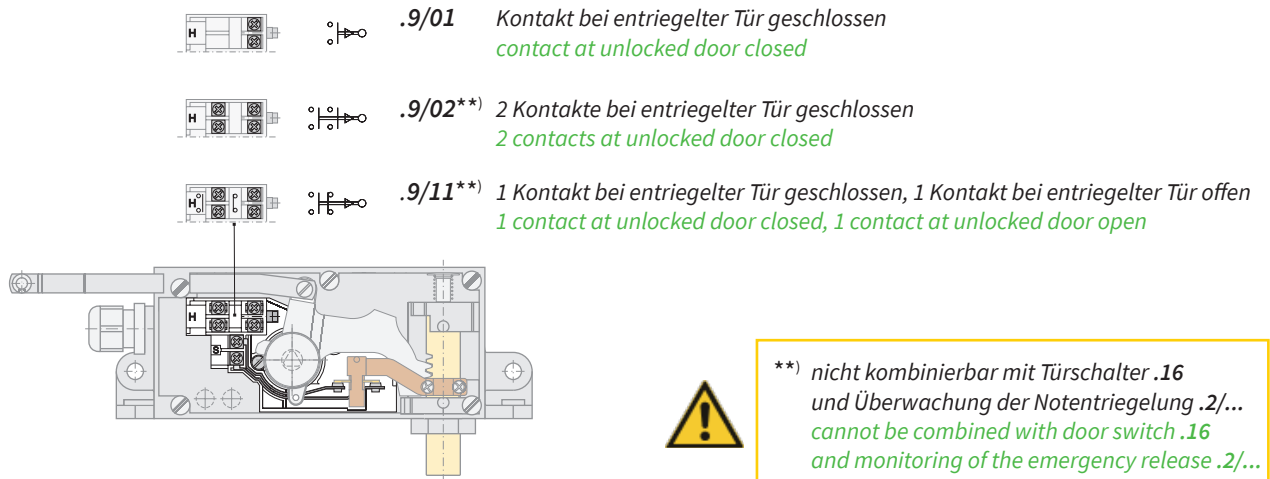 H
.9/01 Kontakt bei entriegelter Tür geschlossen
contact at unlocked door closed
H
.9/02**) 2 Kontakte bei entriegelter Tür geschlossen
2 contacts at unlocked door closed
H
.9/11**) 1 Kontakt bei entriegelter Tür geschlossen, 1 Kontakt bei entriegelter Tür offen
1 contact at unlocked door closed, 1 contact at unlocked door open
H
S
**) nicht kombinierbar mit Türschalter .16
und Überwachung der Notentriegelung .2/...
cannot be combined with door switch .16
and monitoring of the emergency release .2/...